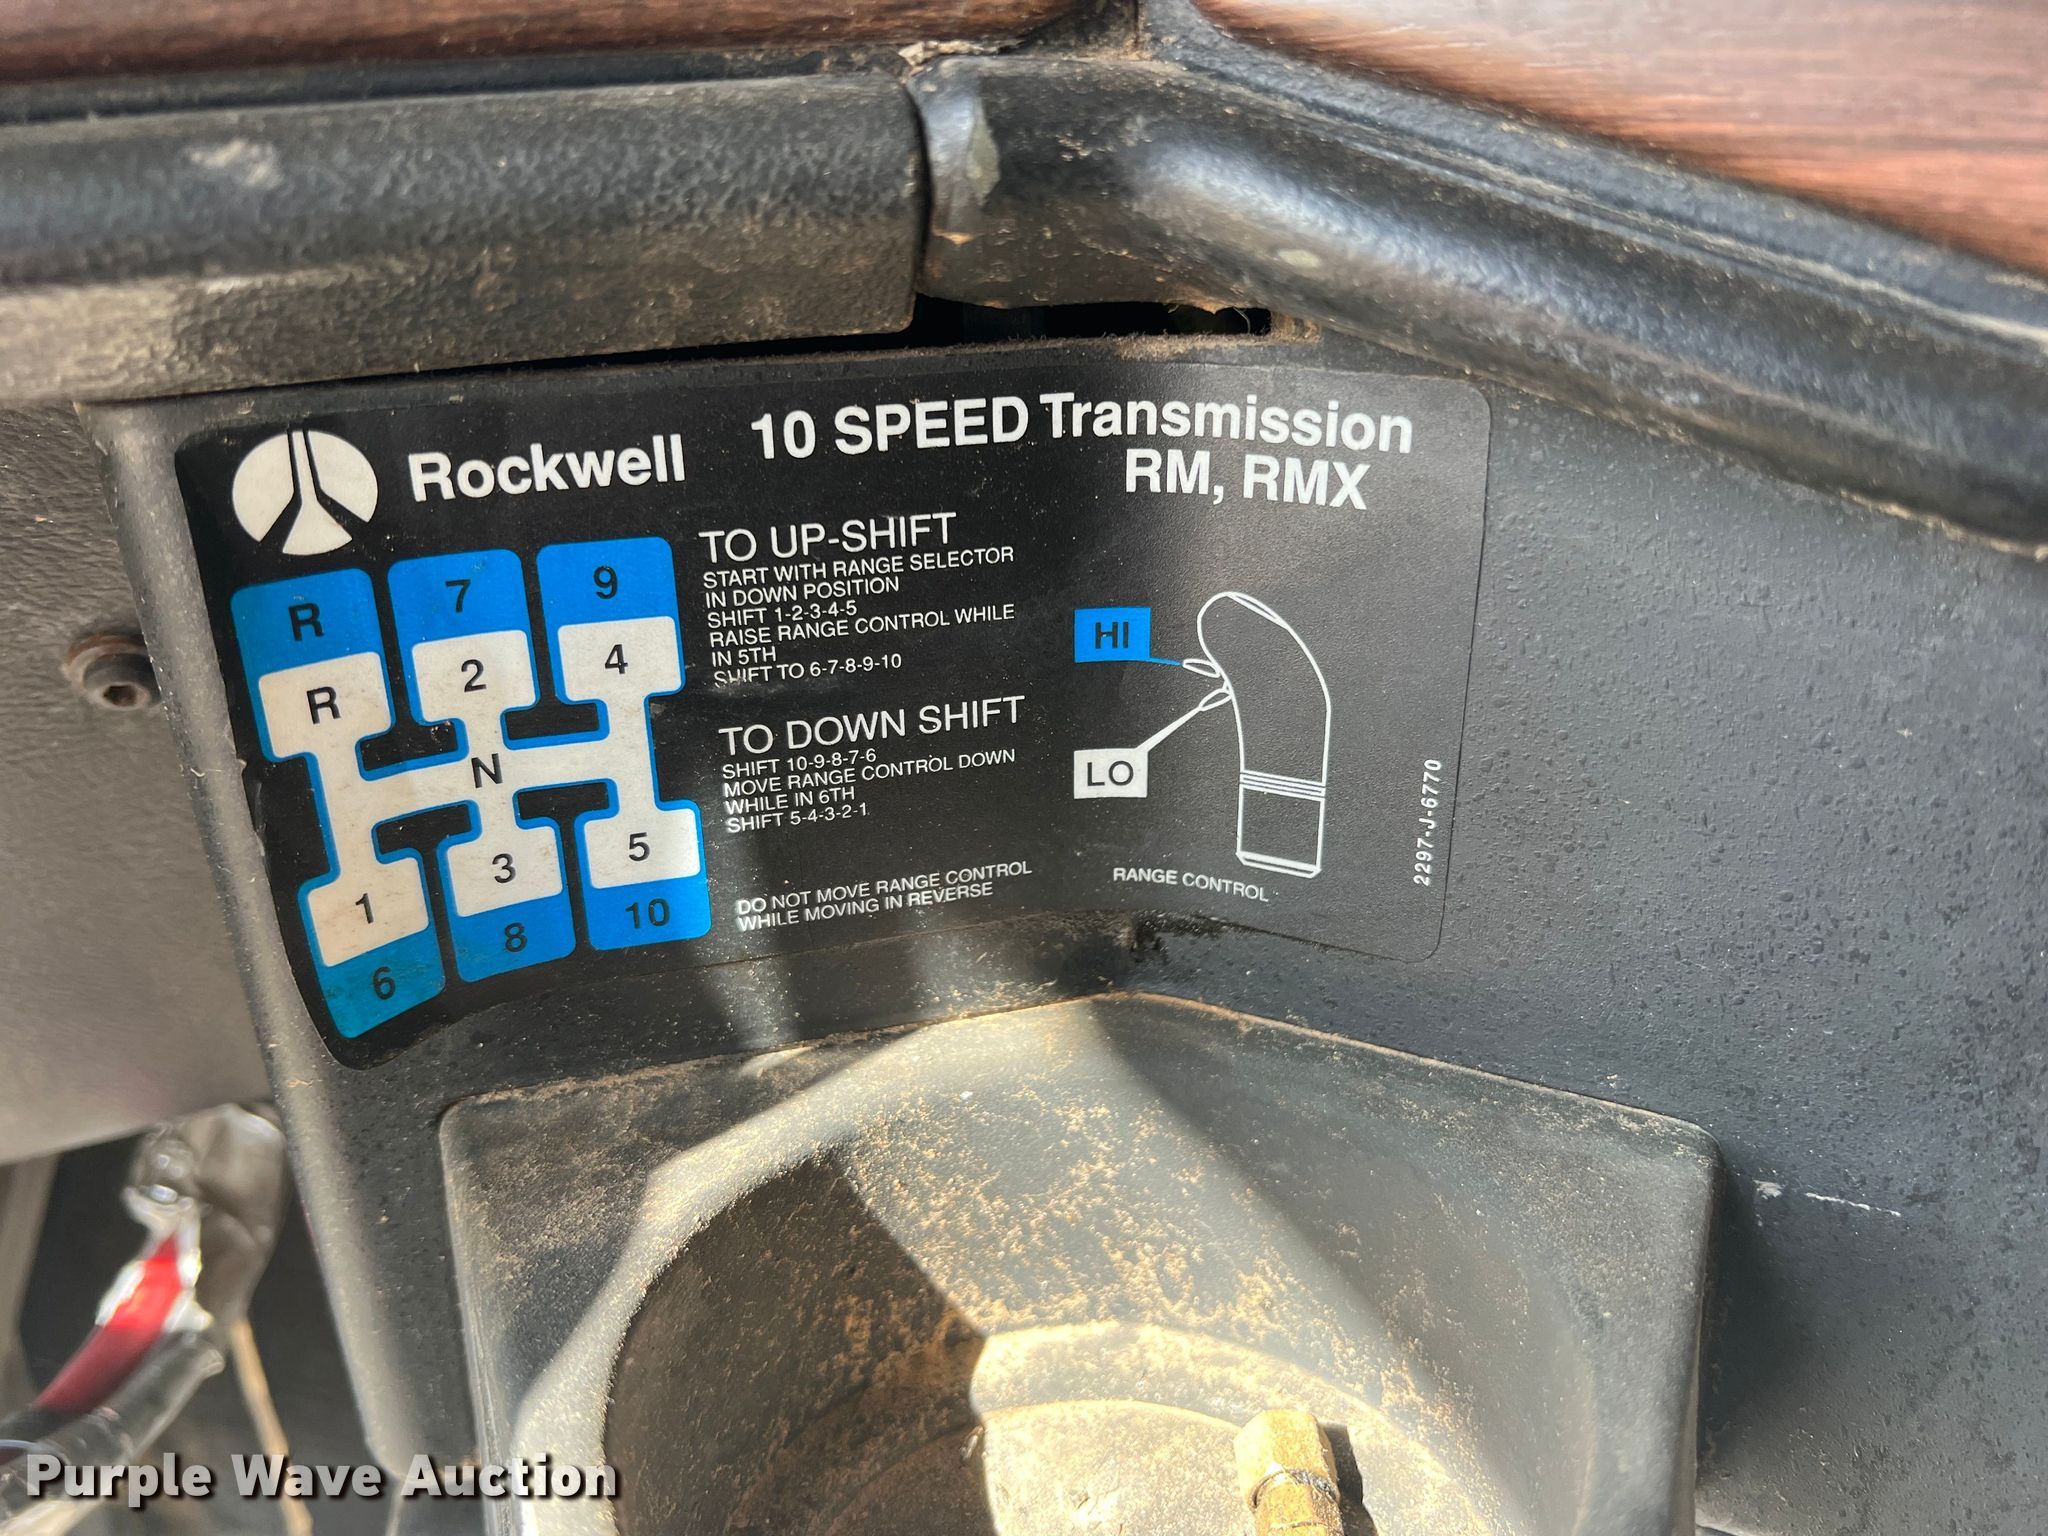 Rockwell
10 SPEED Transmission
RM, RMX
R
7
9
R
2
4
N
1
3
5
6
8
10
TO UP-SHIFT
START WITH RANGE SELECTOR
IN DOWN POSITION
SHIFT 1-2-3-4-5
RAISE RANGE CONTROL WHILE
IN 5TH
SHIFT TO 6-7-8-9-10
TO DOWN SHIFT
SHIFT 10-9-8-7-6
MOVE RANGE CONTROL DOWN
WHILE IN 6TH
SHIFT 5-4-3-2-1
DO NOT MOVE RANGE CONTROL
WHILE MOVING IN REVERSE
HI
LO
RANGE CONTROL
2297-J-6770
Purple Wave Auction